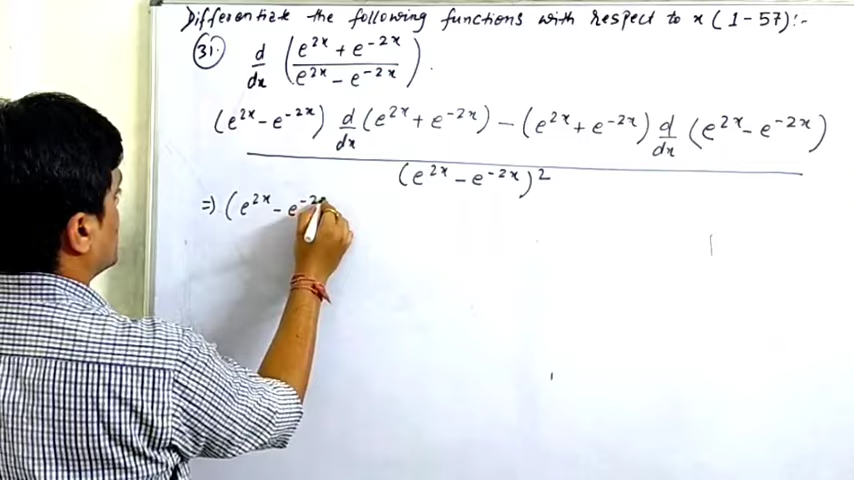 Differentiate the following functions with respect to x (1-57):-
(31). d/dx ((e^2x + e^-2x)/(e^2x - e^-2x)).
(e^2x - e^-2x) d/dx (e^2x + e^-2x) - (e^2x + e^-2x) d/dx (e^2x - e^-2x)
(e^2x - e^-2x)^2
=> (e^2x - e^-2x